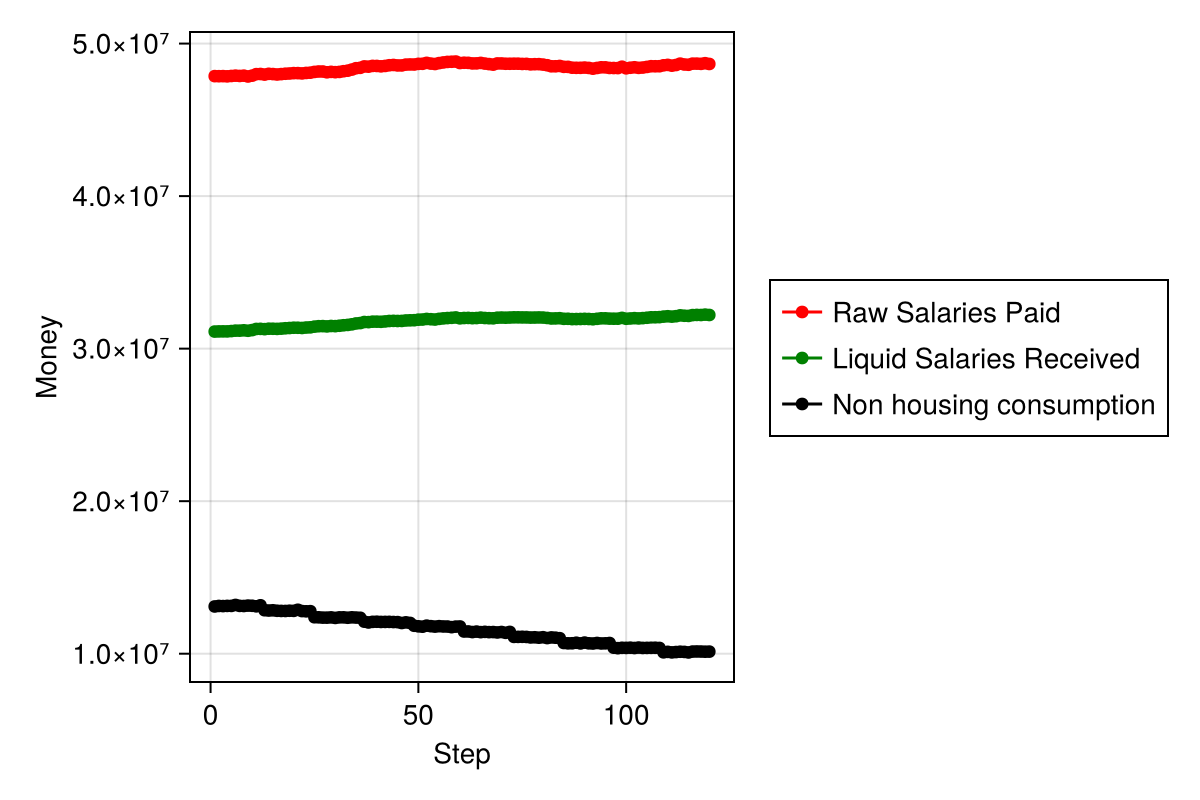 5.0×10⁷
4.0×10⁷
3.0×10⁷
2.0×10⁷
1.0×10⁷
Money
0
50
100
Step
Raw Salaries Paid
Liquid Salaries Received
Non housing consumption